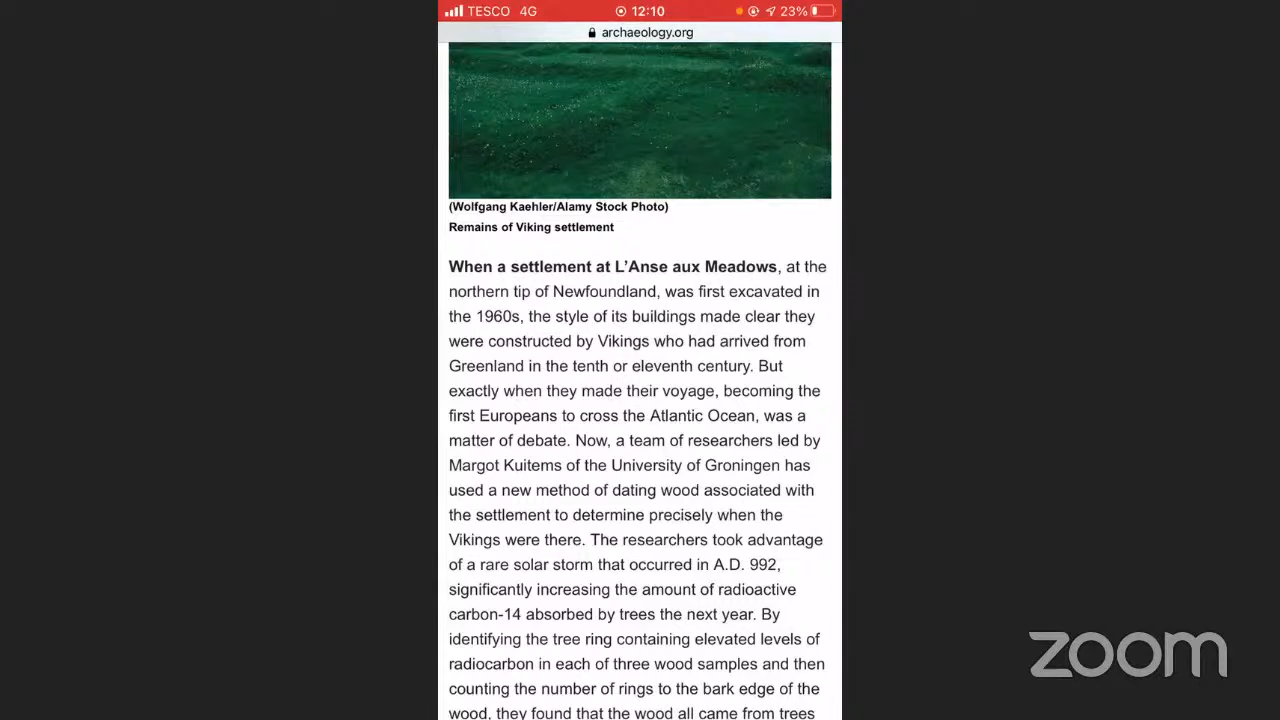 TESCO 4G 12:10 23%
archaeology.org
(Wolfgang Kaehler/Alamy Stock Photo)
Remains of Viking settlement
When a settlement at L’Anse aux Meadows, at the
northern tip of Newfoundland, was first excavated in
the 1960s, the style of its buildings made clear they
were constructed by Vikings who had arrived from
Greenland in the tenth or eleventh century. But
exactly when they made their voyage, becoming the
first Europeans to cross the Atlantic Ocean, was a
matter of debate. Now, a team of researchers led by
Margot Kuitems of the University of Groningen has
used a new method of dating wood associated with
the settlement to determine precisely when the
Vikings were there. The researchers took advantage
of a rare solar storm that occurred in A.D. 992,
significantly increasing the amount of radioactive
carbon-14 absorbed by trees the next year. By
identifying the tree ring containing elevated levels of
radiocarbon in each of three wood samples and then
counting the number of rings to the bark edge of the
wood, they found that the wood all came from trees
zoom